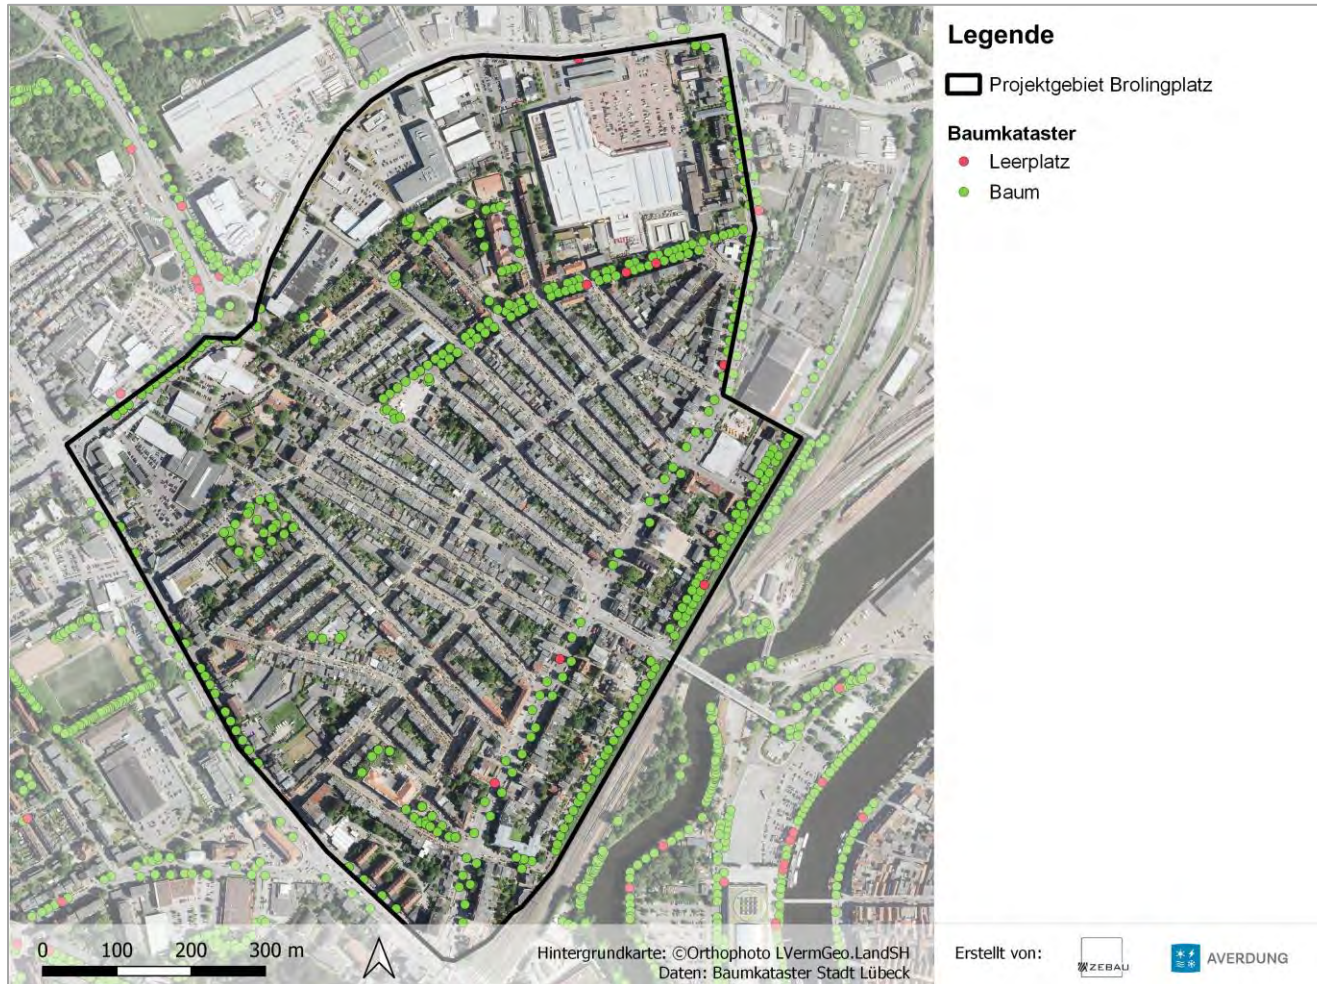 Legende
Projektgebiet Brolingplatz
Baumkataster
Leerplatz
Baum
0 100 200 300 m
Hintergrundkarte: ©Orthophoto LVermGeo.LandSH
Daten: Baumkataster Stadt Lübeck
Erstellt von:
ZEBAU
AVERDUNG